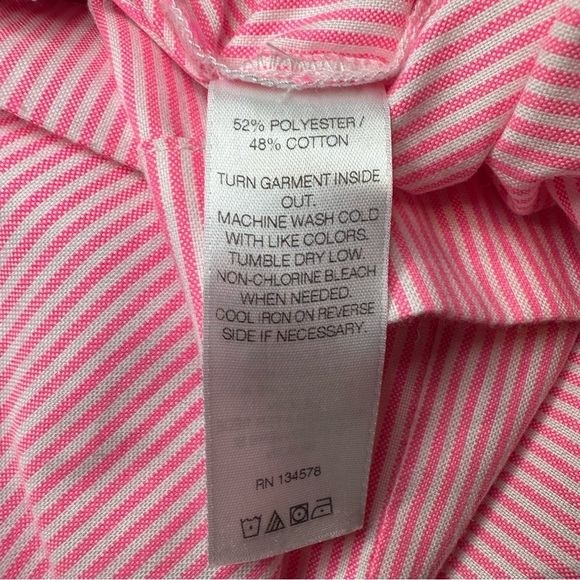 52% POLYESTER /
48% COTTON
TURN GARMENT INSIDE
OUT.
MACHINE WASH COLD
WITH LIKE COLORS.
TUMBLE DRY LOW.
NON-CHLORINE BLEACH
WHEN NEEDED.
COOL IRON ON REVERSE
SIDE IF NECESSARY.
RN 134578